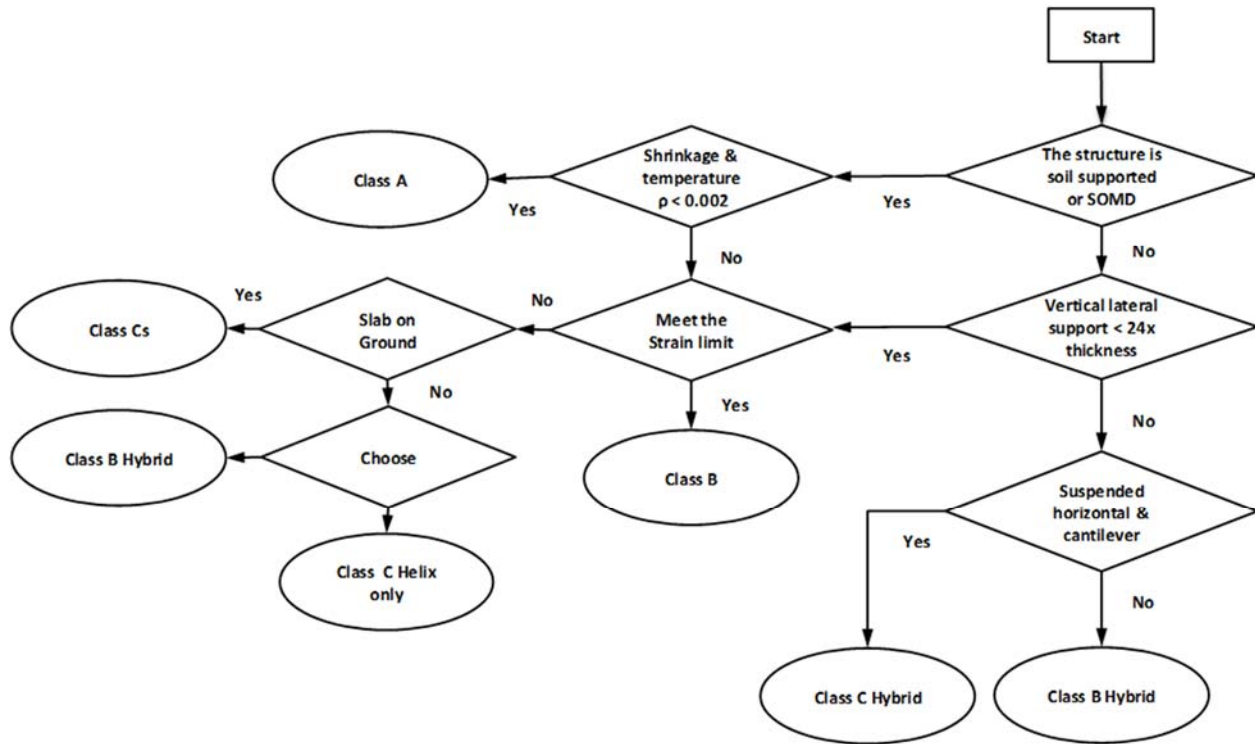 Start
The structure is
soil supported
or SOMD
Yes
No
Shrinkage &
temperature
ρ < 0.002
Yes
No
Class A
Vertical lateral
support < 24x
thickness
Yes
No
Meet the
Strain limit
No
Yes
Slab on
Ground
Yes
No
Class Cs
Choose
Class B Hybrid
Class C Helix
only
Class B
Suspended
horizontal &
cantilever
Yes
No
Class C Hybrid
Class B Hybrid